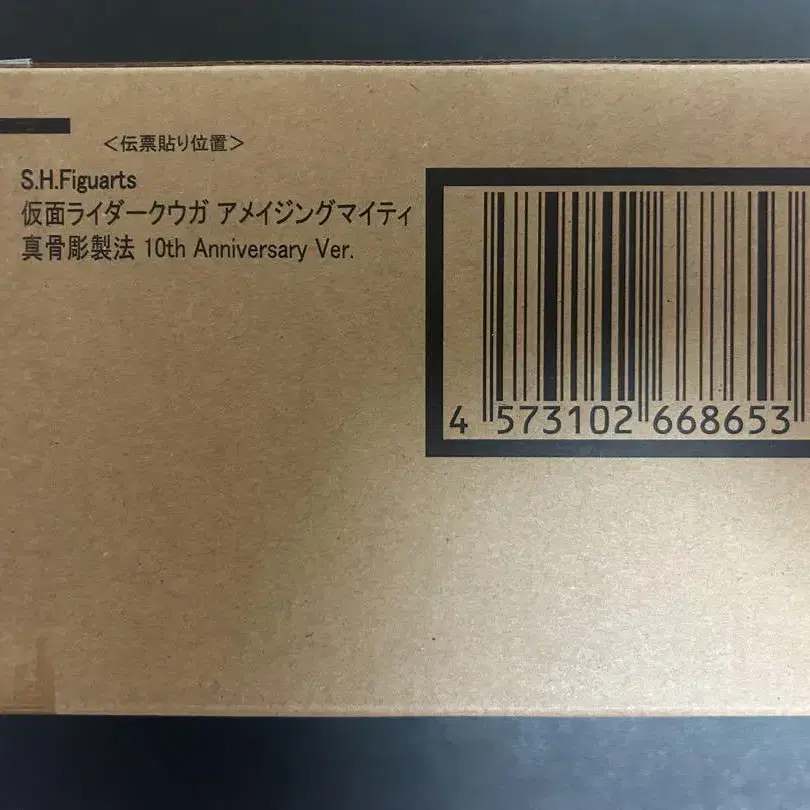 <伝票貼り位置>
S.H.Figuarts
仮面ライダークウガ アメイジングマイティ
真骨彫製法 10th Anniversary Ver.
4 573102 668653